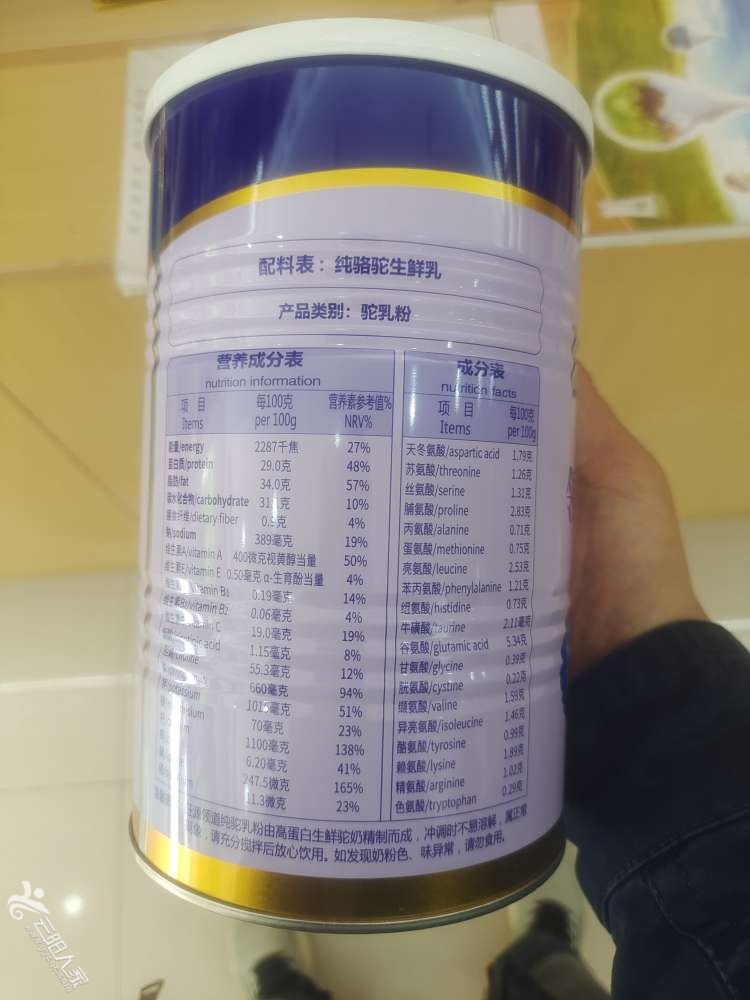 配料表：纯骆驼生鲜乳
产品类别：驼乳粉
营养成分表
nutrition information
项 目 每100克 营养素参考值%
Items per 100g NRV%
能量/energy 2287千焦 27%
蛋白质/protein 29.0克 48%
脂肪/fat 34.0克 57%
碳水化合物/carbohydrate 10%
膳食纤维/dietary fiber 4%
钠/sodium 389毫克 19%
维生素A/vitamin A 400微克视黄醇当量 50%
维生素E/vitamin E 0.50毫克 α-生育酚当量 4%
0.19毫克 14%
vitamin B2 0.06毫克 4%
19.0毫克 19%
1.15毫克 8%
55.3毫克 12%
660毫克 94%
51%
70毫克 23%
1100毫克 138%
6.20毫克 41%
247.5微克 165%
11.3微克 23%
成分表
nutrition facts
项 目 每100克
Items per 100g
天冬氨酸/aspartic acid 1.79克
苏氨酸/threonine 1.26克
丝氨酸/serine 1.31克
脯氨酸/proline 2.83克
丙氨酸/alanine 0.71克
蛋氨酸/methionine 0.75克
亮氨酸/leucine 2.53克
苯丙氨酸/phenylalanine 1.21克
组氨酸/histidine 0.73克
牛磺酸/taurine 2.11毫克
谷氨酸/glutamic acid 5.34克
甘氨酸/glycine 0.39克
胱氨酸/cystine 0.22克
缬氨酸/valine 1.59克
异亮氨酸/isoleucine 1.46克
酪氨酸/tyrosine 0.99克
赖氨酸/lysine 1.89克
精氨酸/arginine 1.02克
色氨酸/tryptophan 0.29克
领道纯驼乳粉由高蛋白生鲜驼奶精制而成，冲调时不易溶解，属正常
现象，请充分搅拌后放心饮用。如发现奶粉色、味异常，请勿食用。
云阳人家